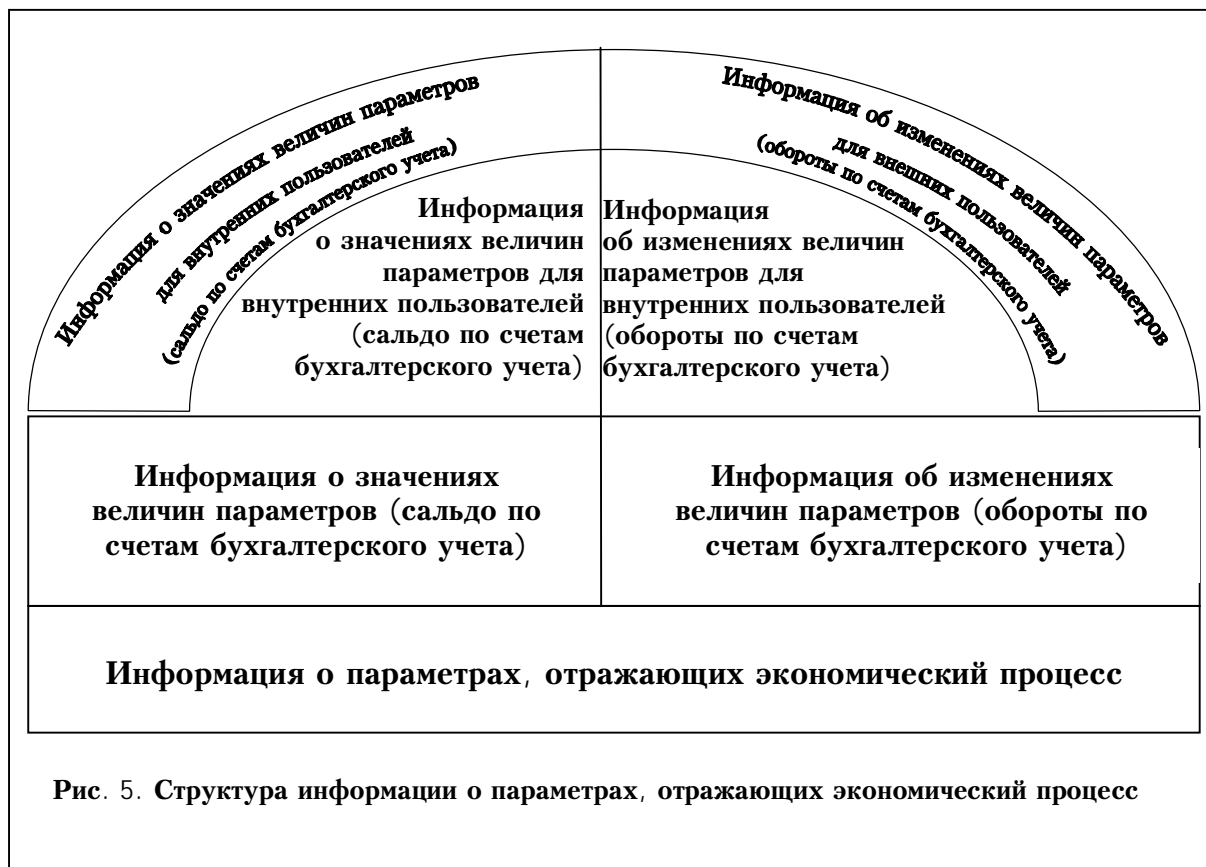 Информация о значениях величин параметров
для внутренних пользователей
(сальдо по счетам бухгалтерского учета)
Информация об изменениях величин параметров
для внешних пользователей
(обороты по счетам бухгалтерского учета)
Информация
о значениях величин
параметров для
внутренних пользователей
(сальдо по счетам
бухгалтерского учета)
Информация
об изменениях величин
параметров для
внутренних пользователей
(обороты по счетам
бухгалтерского учета)
Информация о значениях
величин параметров (сальдо по
счетам бухгалтерского учета)
Информация об изменениях
величин параметров (обороты по
счетам бухгалтерского учета)
Информация о параметрах, отражающих экономический процесс
Рис. 5. Структура информации о параметрах, отражающих экономический процесс